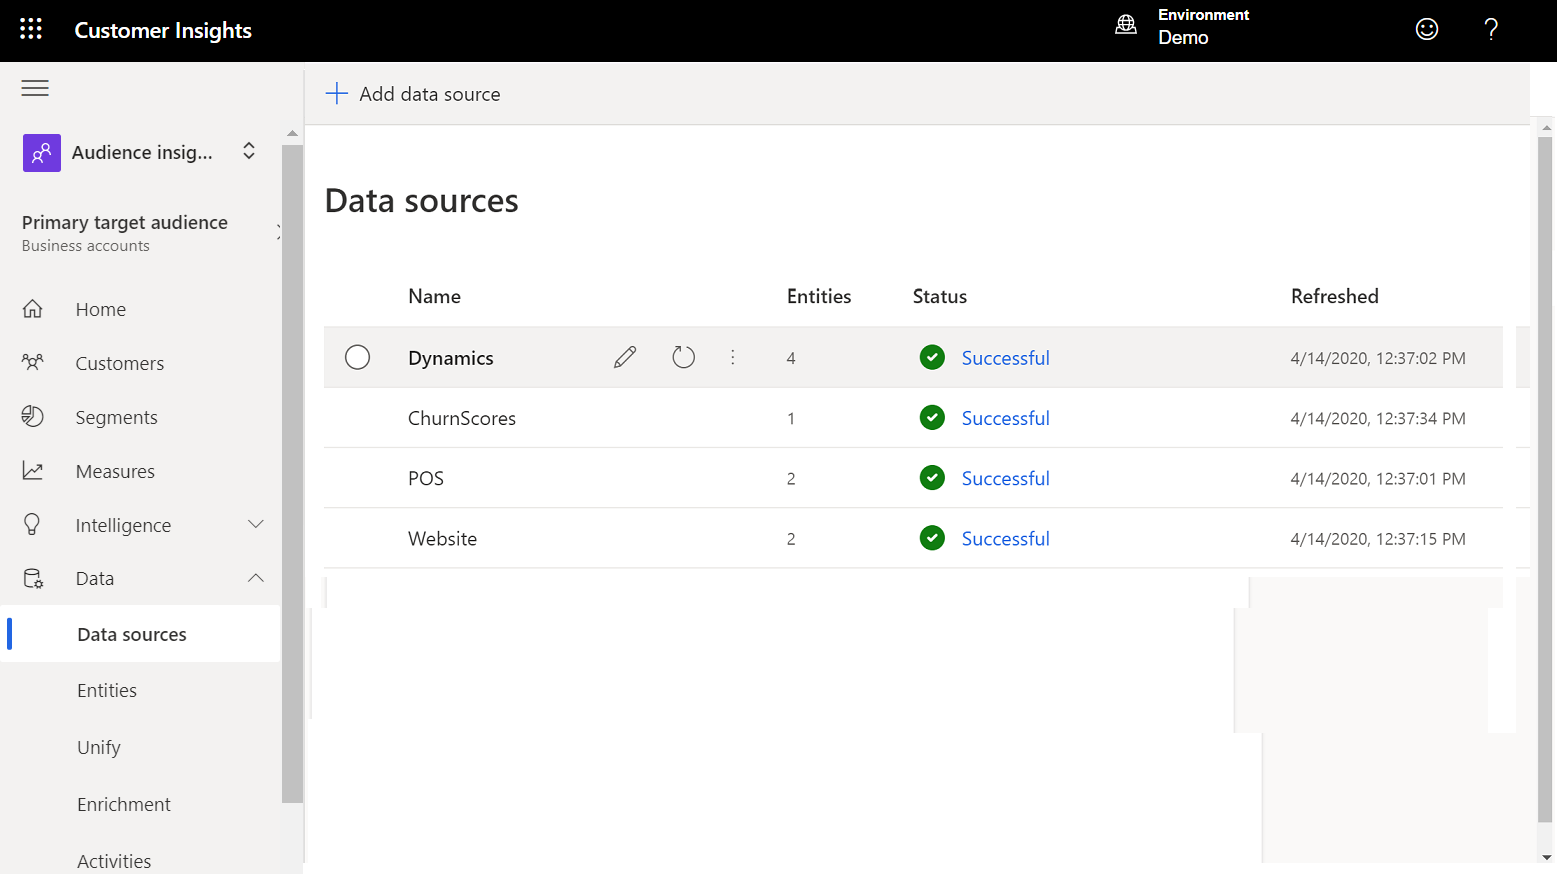 Customer Insights
Environment
Demo
?
Add data source
Audience insig...
Primary target audience
Business accounts
Home
Customers
Segments
Measures
Intelligence
Data
Data sources
Entities
Unify
Enrichment
Activities
Data sources
Name Entities Status Refreshed
Dynamics 4 Successful 4/14/2020, 12:37:02 PM
ChurnScores 1 Successful 4/14/2020, 12:37:34 PM
POS 2 Successful 4/14/2020, 12:37:01 PM
Website 2 Successful 4/14/2020, 12:37:15 PM